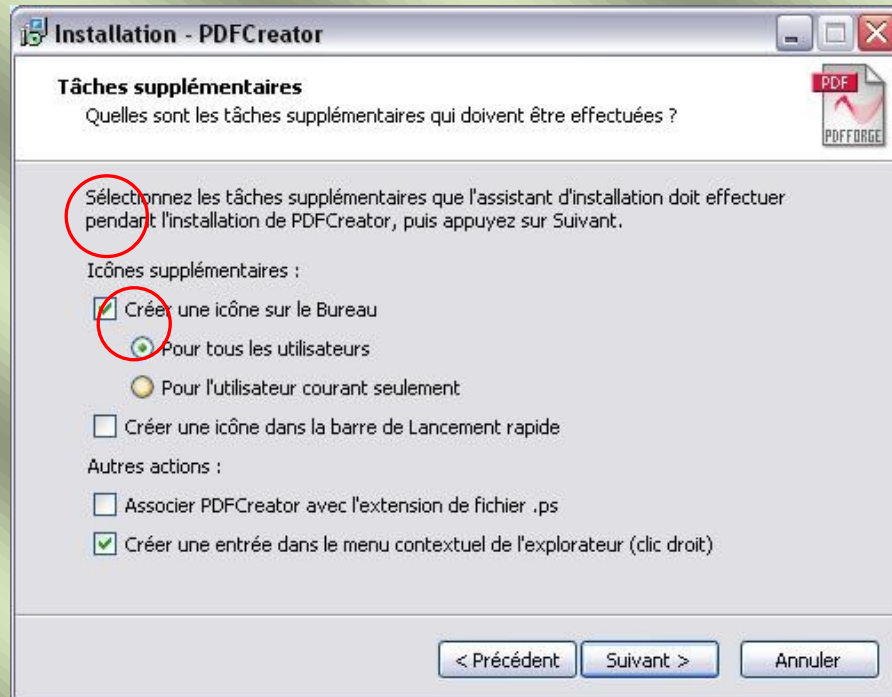 Installation - PDFCreator
Tâches supplémentaires
Quelles sont les tâches supplémentaires qui doivent être effectuées ?
PDF
PDFFORGE
Sélectionnez les tâches supplémentaires que l'assistant d'installation doit effectuer
pendant l'installation de PDFCreator, puis appuyez sur Suivant.
Icônes supplémentaires :
Créer une icône sur le Bureau
Pour tous les utilisateurs
Pour l'utilisateur courant seulement
Créer une icône dans la barre de Lancement rapide
Autres actions :
Associer PDFCreator avec l'extension de fichier .ps
Créer une entrée dans le menu contextuel de l'explorateur (clic droit)
< Précédent Suivant > Annuler